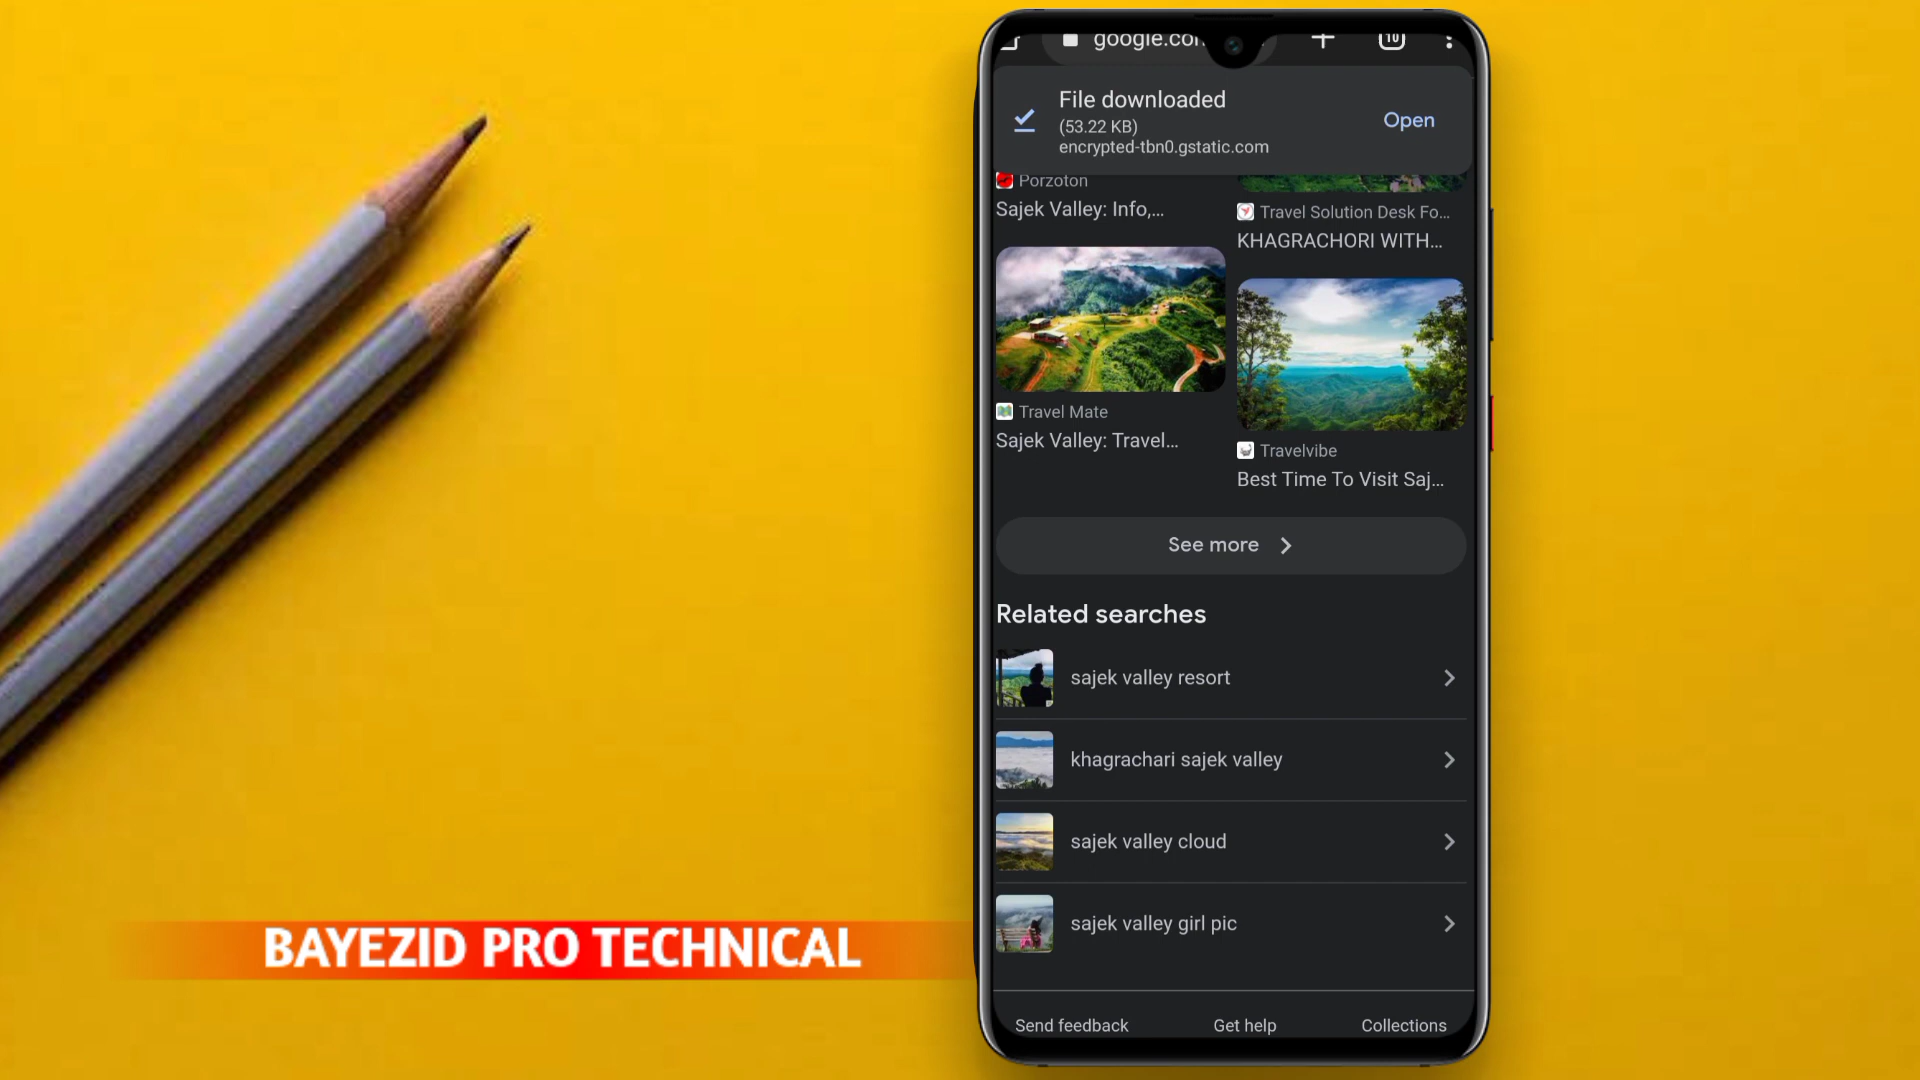 google.con
10
File downloaded
(53.22 KB)
encrypted-tbn0.gstatic.com
Open
Porzoton
Sajek Valley: Info,...
Travel Solution Desk Fo...
KHAGRACHORI WITH...
Travel Mate
Sajek Valley: Travel...
Travelvibe
Best Time To Visit Saj...
See more
Related searches
sajek valley resort
khagrachari sajek valley
sajek valley cloud
sajek valley girl pic
Send feedback
Get help
Collections
BAYEZID PRO TECHNICAL